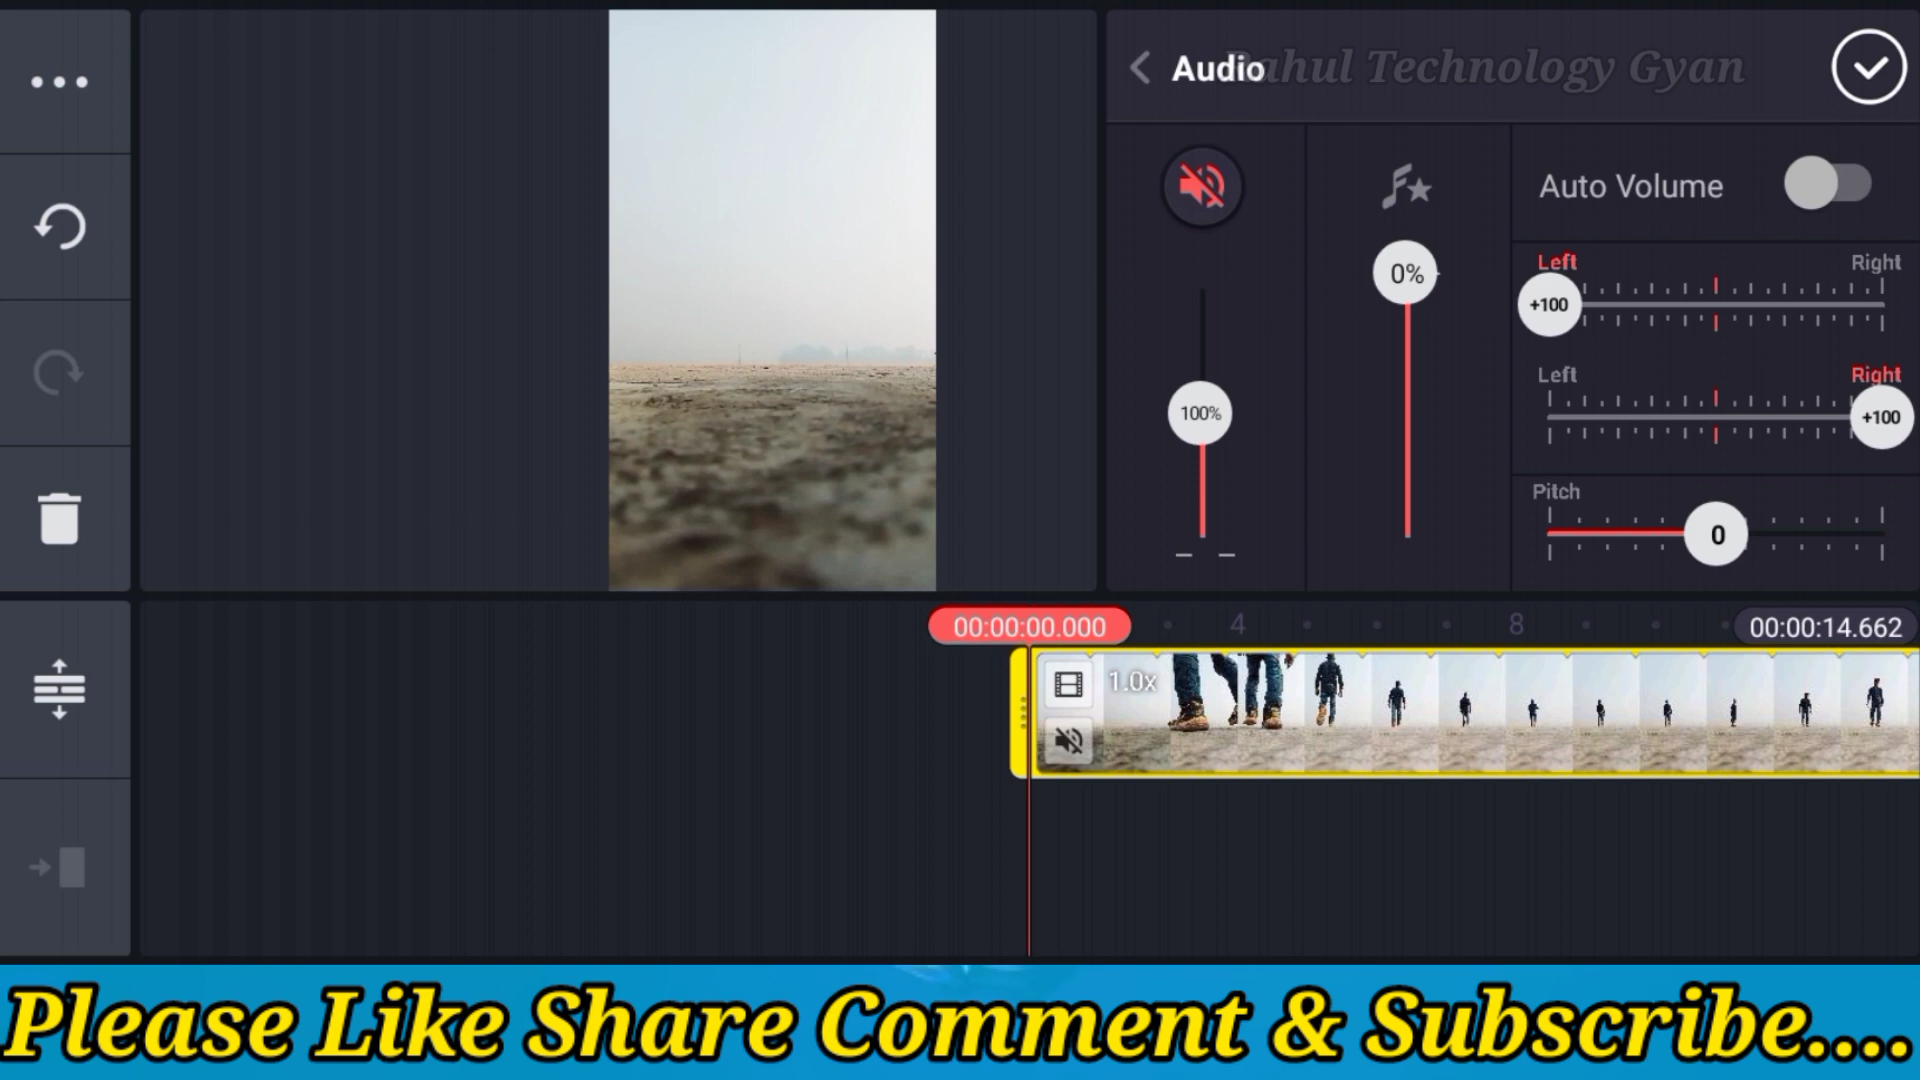 Audio
Rahul Technology Gyan
Auto Volume
Left Right
+100
0%
100%
Left Right
+100
Pitch
0
00:00:00.000 4 8 00:00:14.662
1.0x
Please Like Share Comment & Subscribe....